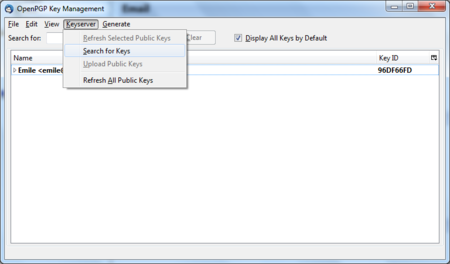 OpenPGP Key Management
File Edit View Keyserver Generate
Search for: Clear Display All Keys by Default
Refresh Selected Public Keys
Search for Keys
Upload Public Keys
Refresh All Public Keys
Name Key ID
Emile <emile( 96DF66FD
Email